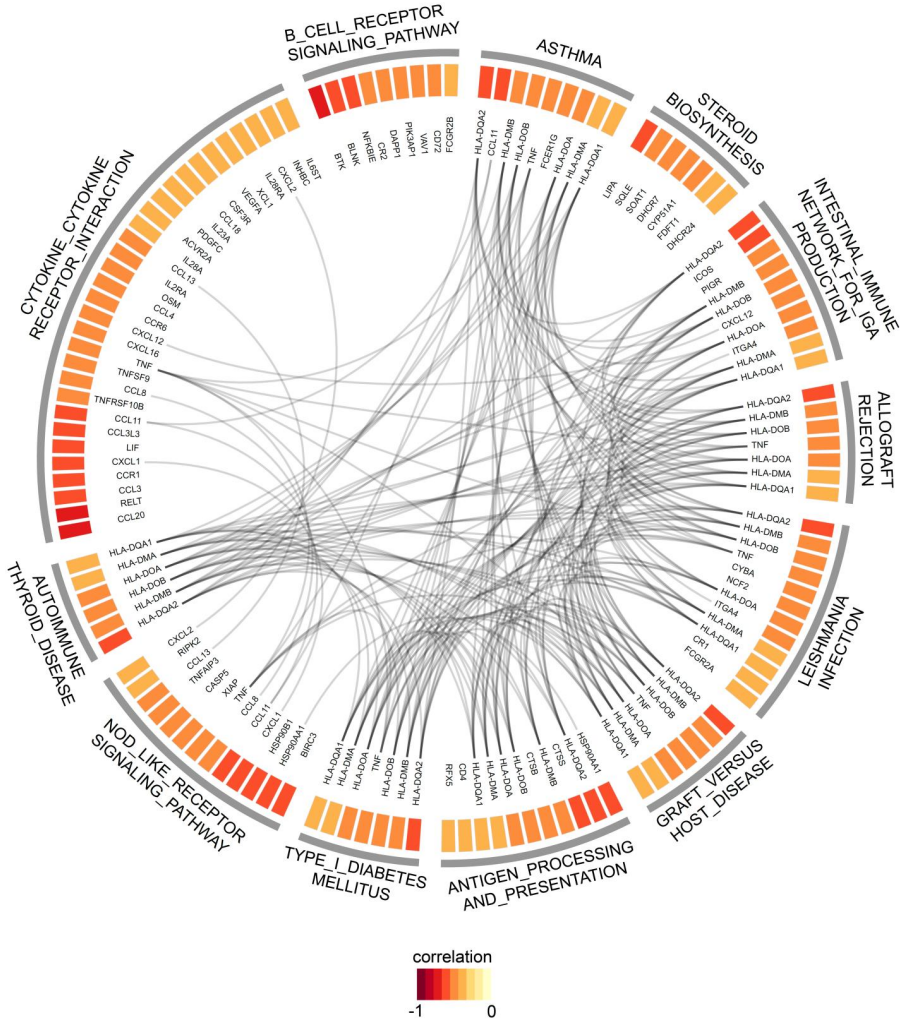 B_CELL_RECEPTOR
SIGNALING_PATHWAY
BTK
BLNK
NFKBIE
CR2
DAPP1
PIK3AP1
VAV1
CD72
FCGR2B
ASTHMA
HLA-DQA2
CCL11
HLA-DMB
HLA-DOB
TNF
FCER1G
HLA-DOA
HLA-DMA
HLA-DQA1
STEROID
BIOSYNTHESIS
LIPA
SQLE
SOAT1
DHCR7
CYP51A1
FDFT1
DHCR24
INTESTINAL_IMMUNE
NETWORK_FOR_IGA
PRODUCTION
HLA-DQA2
ICOS
PIGR
HLA-DMB
HLA-DOB
CXCL12
HLA-DOA
ITGA4
HLA-DMA
HLA-DQA1
ALLOGRAFT
REJECTION
HLA-DQA2
HLA-DMB
HLA-DOB
TNF
HLA-DOA
HLA-DMA
HLA-DQA1
LEISHMANIA
INFECTION
HLA-DQA2
HLA-DMB
HLA-DOB
TNF
CYBA
NCF2
HLA-DOA
ITGA4
HLA-DMA
HLA-DQA1
CR1
FCGR2A
GRAFT_VERSUS
HOST_DISEASE
HLA-DQA2
HLA-DMB
HLA-DOB
TNF
HLA-DOA
HLA-DMA
HLA-DQA1
ANTIGEN_PROCESSING
AND_PRESENTATION
HSP90AA1
HLA-DQA2
CTSS
HLA-DMB
CTSB
HLA-DOB
HLA-DOA
HLA-DMA
HLA-DQA1
CD4
RFX5
TYPE_I_DIABETES
MELLITUS
HLA-DQA2
HLA-DMB
HLA-DOB
TNF
HLA-DOA
HLA-DMA
HLA-DQA1
NOD_LIKE_RECEPTOR
SIGNALING_PATHWAY
BIRC3
HSP90AA1
HSP90B1
CXCL1
CCL11
CCL8
TNF
XIAP
CASP5
TNFAIP3
CCL13
RIPK2
CXCL2
AUTOIMMUNE
THYROID_DISEASE
HLA-DQA2
HLA-DMB
HLA-DOB
HLA-DOA
HLA-DMA
HLA-DQA1
CYTOKINE_CYTOKINE
RECEPTOR_INTERACTION
CCL20
RELT
CCL3
CCR1
CXCL1
LIF
CCL3L3
CCL11
TNFRSF10B
CCL8
TNFSF9
TNF
CXCL16
CXCL12
CCR6
CCL4
OSM
IL2RA
CCL13
IL28A
ACVR2A
PDGFC
IL23A
CCL18
CSF3R
VEGFA
XCL1
IL28RA
CXCL2
INHBC
IL6ST
correlation
-1
0